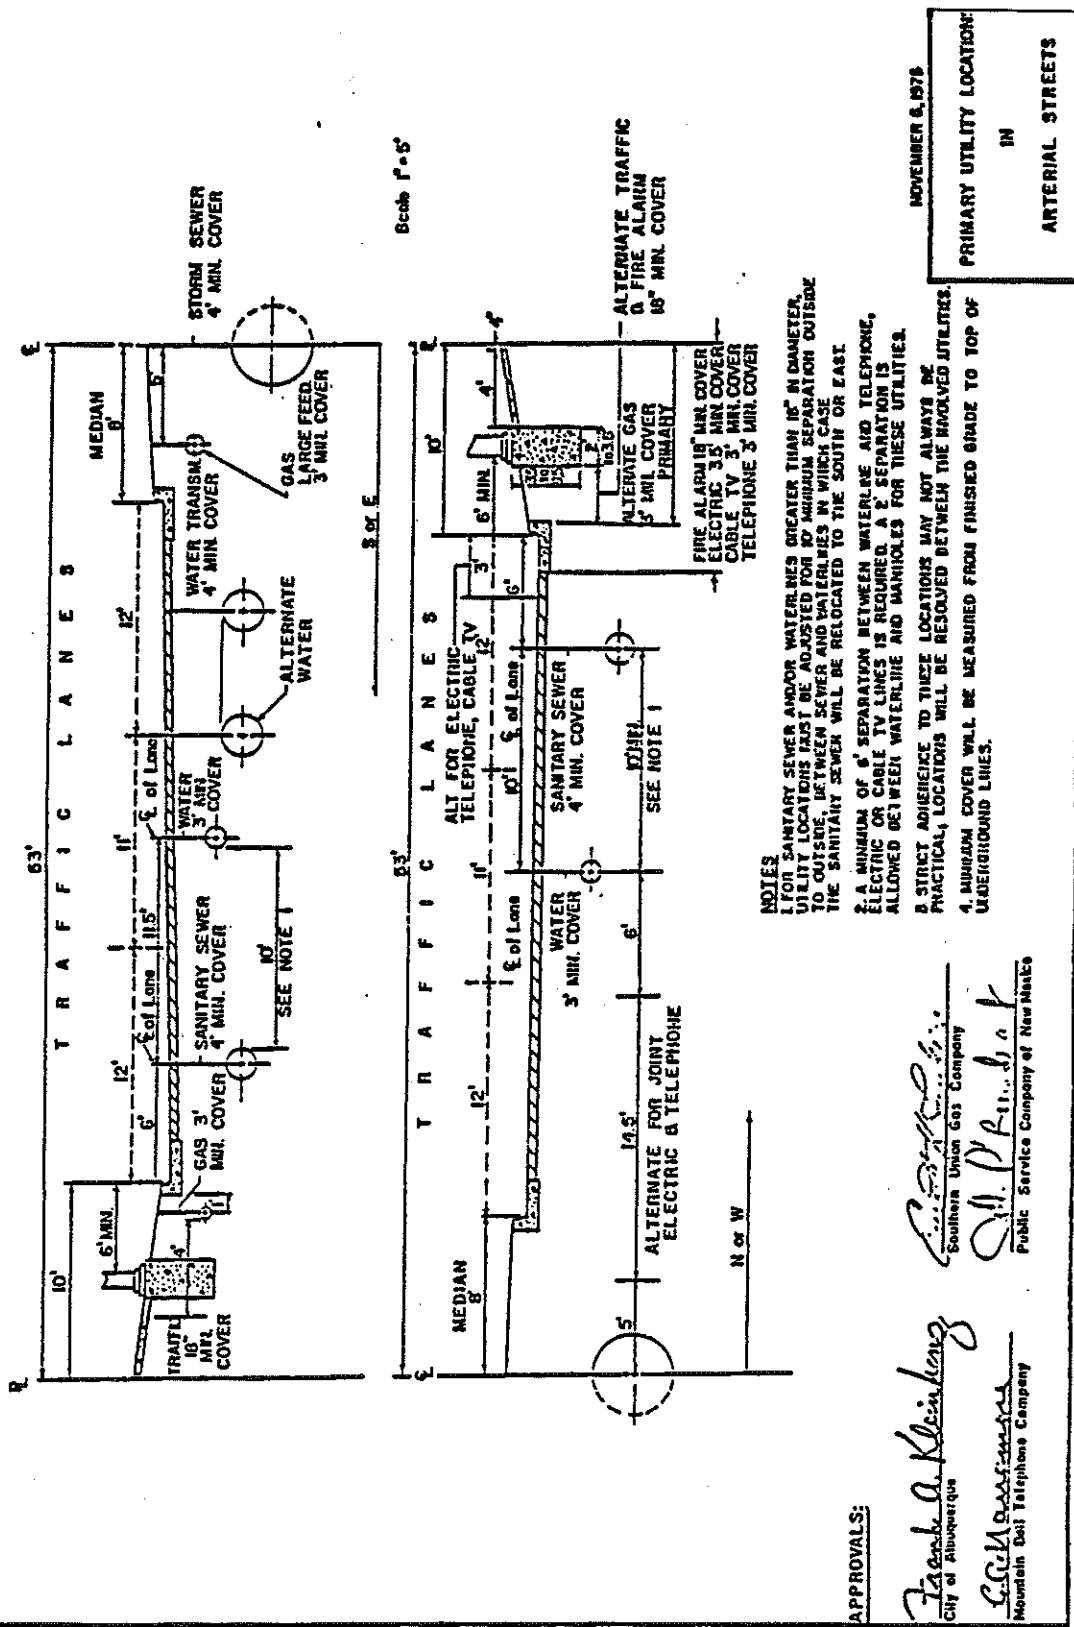 53'
TRAFFIC LANES
10'
6' MIN.
12'
11'
12'
MEDIAN
8'
6'
℄ of Lane
11.5'
℄ of Lane
6'
4'
TRAFFIC
18"
MIN.
COVER
GAS 3'
MIN. COVER
SANITARY SEWER
4' MIN. COVER
WATER
3' MIN
COVER
WATER TRANSM.
4' MIN. COVER
GAS
LARGE FEED
3' MIN. COVER
STORM SEWER
4' MIN. COVER
10'
SEE NOTE 1
ALTERNATE
WATER
S or E
Scale 1"=5'
53'
TRAFFIC LANES
MEDIAN
8'
12'
11'
12'
10'
℄ of Lane
10'
℄ of Lane
6'
3'
6' MIN.
4'
4"
ALT FOR ELECTRIC
TELEPHONE, CABLE TV
WATER
3' MIN. COVER
SANITARY SEWER
4' MIN. COVER
ALTERNATE GAS
3' MIN. COVER
PRIMARY
ALTERNATE TRAFFIC
& FIRE ALARM
18" MIN. COVER
FIRE ALARM 18" MIN. COVER
ELECTRIC 3.5' MIN. COVER
CABLE TV 3' MIN. COVER
TELEPHONE 3' MIN. COVER
5'
14.5'
6'
10' MIN.
SEE NOTE 1
ALTERNATE FOR JOINT
ELECTRIC & TELEPHONE
N or W
NOTES
1. FOR SANITARY SEWER AND/OR WATERLINES GREATER THAN 18" IN DIAMETER,
UTILITY LOCATIONS MUST BE ADJUSTED FOR 10' MINIMUM SEPARATION OUTSIDE
TO OUTSIDE, BETWEEN SEWER AND WATERLINES IN WHICH CASE
THE SANITARY SEWER WILL BE RELOCATED TO THE SOUTH OR EAST.
2. A MINIMUM OF 6' SEPARATION BETWEEN WATERLINE AND TELEPHONE,
ELECTRIC OR CABLE TV LINES IS REQUIRED. A 2' SEPARATION IS
ALLOWED BETWEEN WATERLINE AND MANHOLES FOR THESE UTILITIES.
3. STRICT ADHERENCE TO THESE LOCATIONS MAY NOT ALWAYS BE
PRACTICAL, LOCATIONS WILL BE RESOLVED BETWEEN THE INVOLVED UTILITIES.
4. MINIMUM COVER WILL BE MEASURED FROM FINISHED GRADE TO TOP OF
UNDERGROUND LINES.
APPROVALS:
Frank A. Kleinhenz
City of Albuquerque
Southern Union Gas Company
Mountain Bell Telephone Company
Public Service Company of New Mexico
NOVEMBER 6, 1978
PRIMARY UTILITY LOCATION:
IN
ARTERIAL STREETS